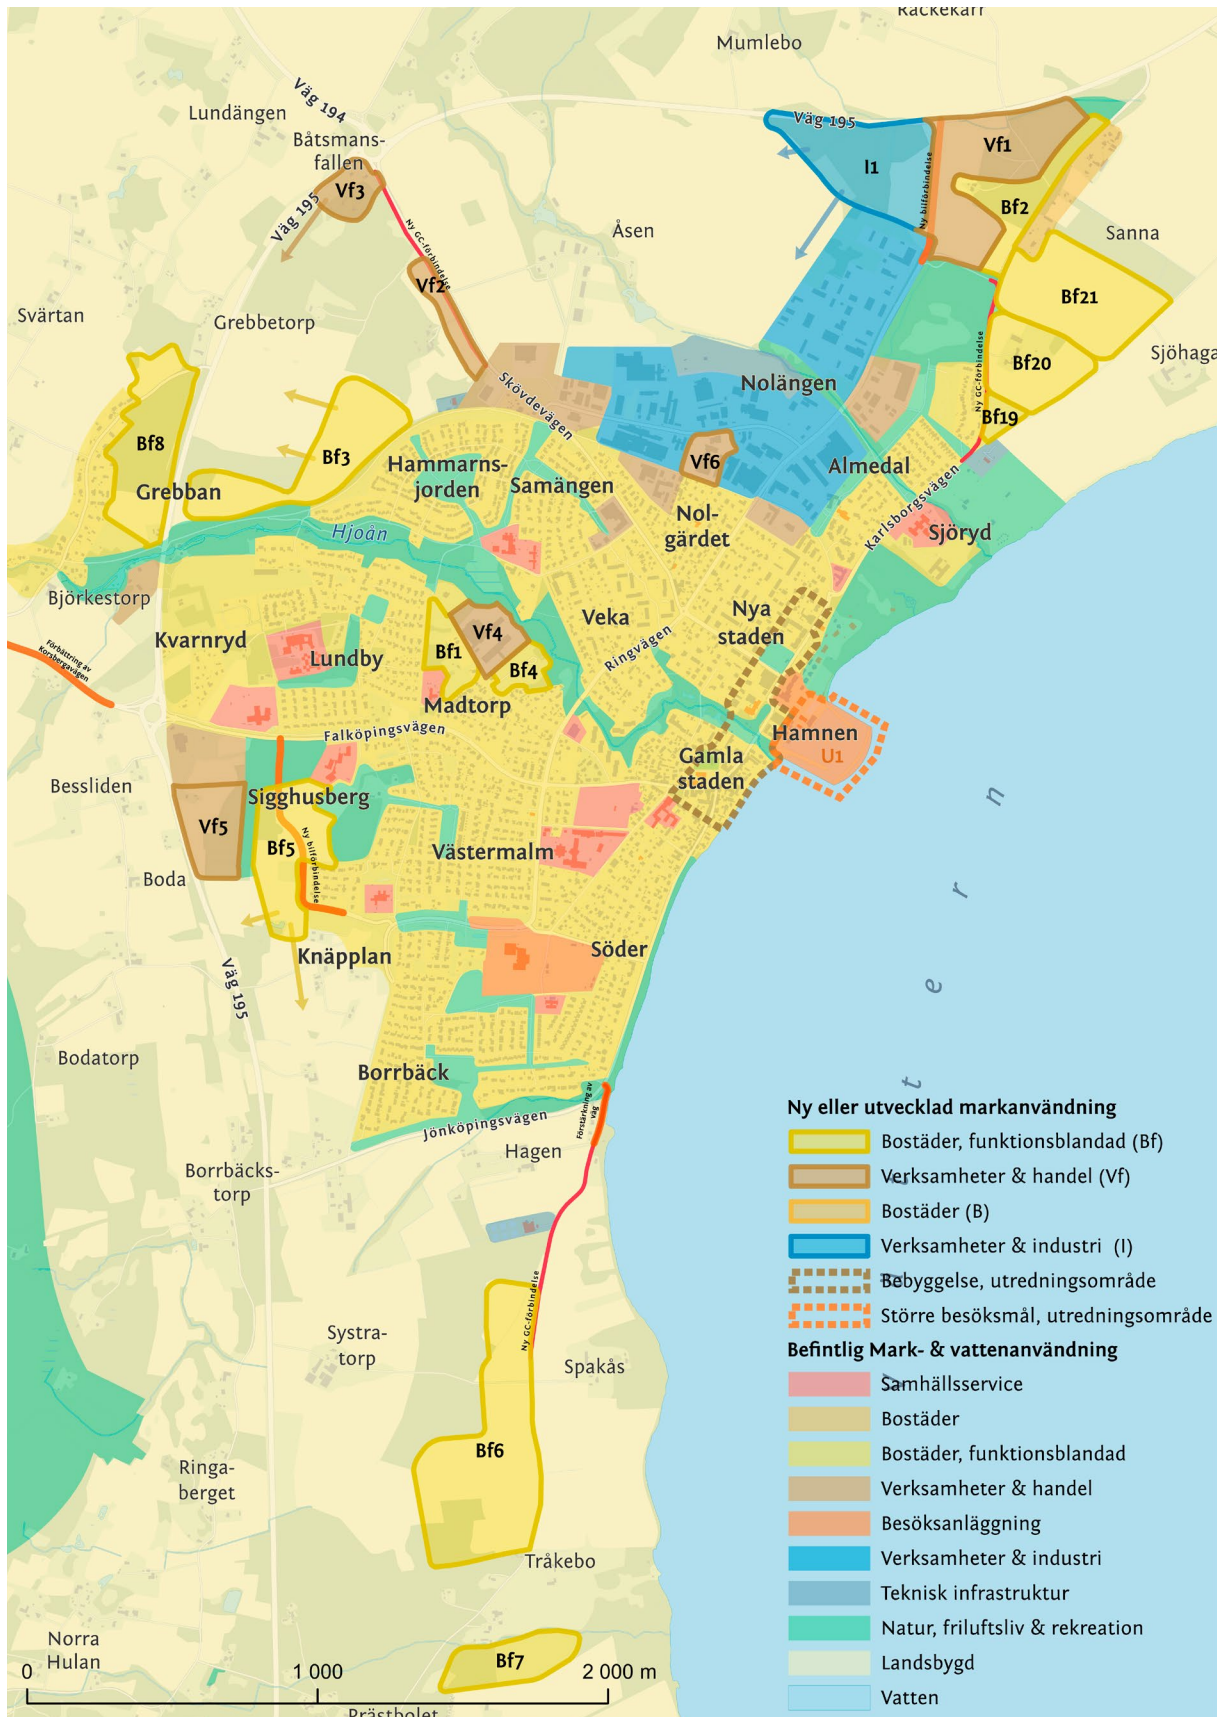 Rackekärr
Mumlebo
Väg 194
Lundängen
Väg 195
Båtsmans-
fallen
Vf1
I1
Vf3
Ny bilförbindelse
Bf2
Väg 195
Ny GC-förbindelse
Åsen
Sanna
Vf2
Bf21
Svärtan
Grebbetorp
Sjöhaga
Bf20
Ny GC-förbindelse
Nolängen
Skövdevägen
Bf19
Bf8
Bf3
Hammarns-
jorden
Samängen
Vf6
Almedal
Grebban
Karlsborgsvägen
Nol-
gärdet
Hjoån
Sjöryd
Björkestorp
Veka
Nya
staden
Kvarnryd
Vf4
Bf1
Bf4
Lundby
Ringvägen
Förbättring av
Korsbergavägen
Madtorp
Falköpingsvägen
Hamnen
U1
Gamla
staden
Bessliden
Sigghusberg
n
Vf5
Bf5
Ny bilförbindelse
Västermalm
Boda
r
Knäpplan
Söder
Väg 195
e
Bodatorp
Borrbäck
t
Förstärkning av
väg
Jönköpingsvägen
Hagen
Borrbäcks-
torp
Ny GC-förbindelse
Systra-
torp
Spakås
Bf6
Ringa-
berget
Tråkebo
Norra
Hulan
Bf7
0
1 000
2 000 m
Prästbolet
Ny eller utvecklad markanvändning
Bostäder, funktionsblandad (Bf)
Verksamheter & handel (Vf)
Bostäder (B)
Verksamheter & industri (I)
Bebyggelse, utredningsområde
Större besöksmål, utredningsområde
Befintlig Mark- & vattenanvändning
Samhällsservice
Bostäder
Bostäder, funktionsblandad
Verksamheter & handel
Besöksanläggning
Verksamheter & industri
Teknisk infrastruktur
Natur, friluftsliv & rekreation
Landsbygd
Vatten